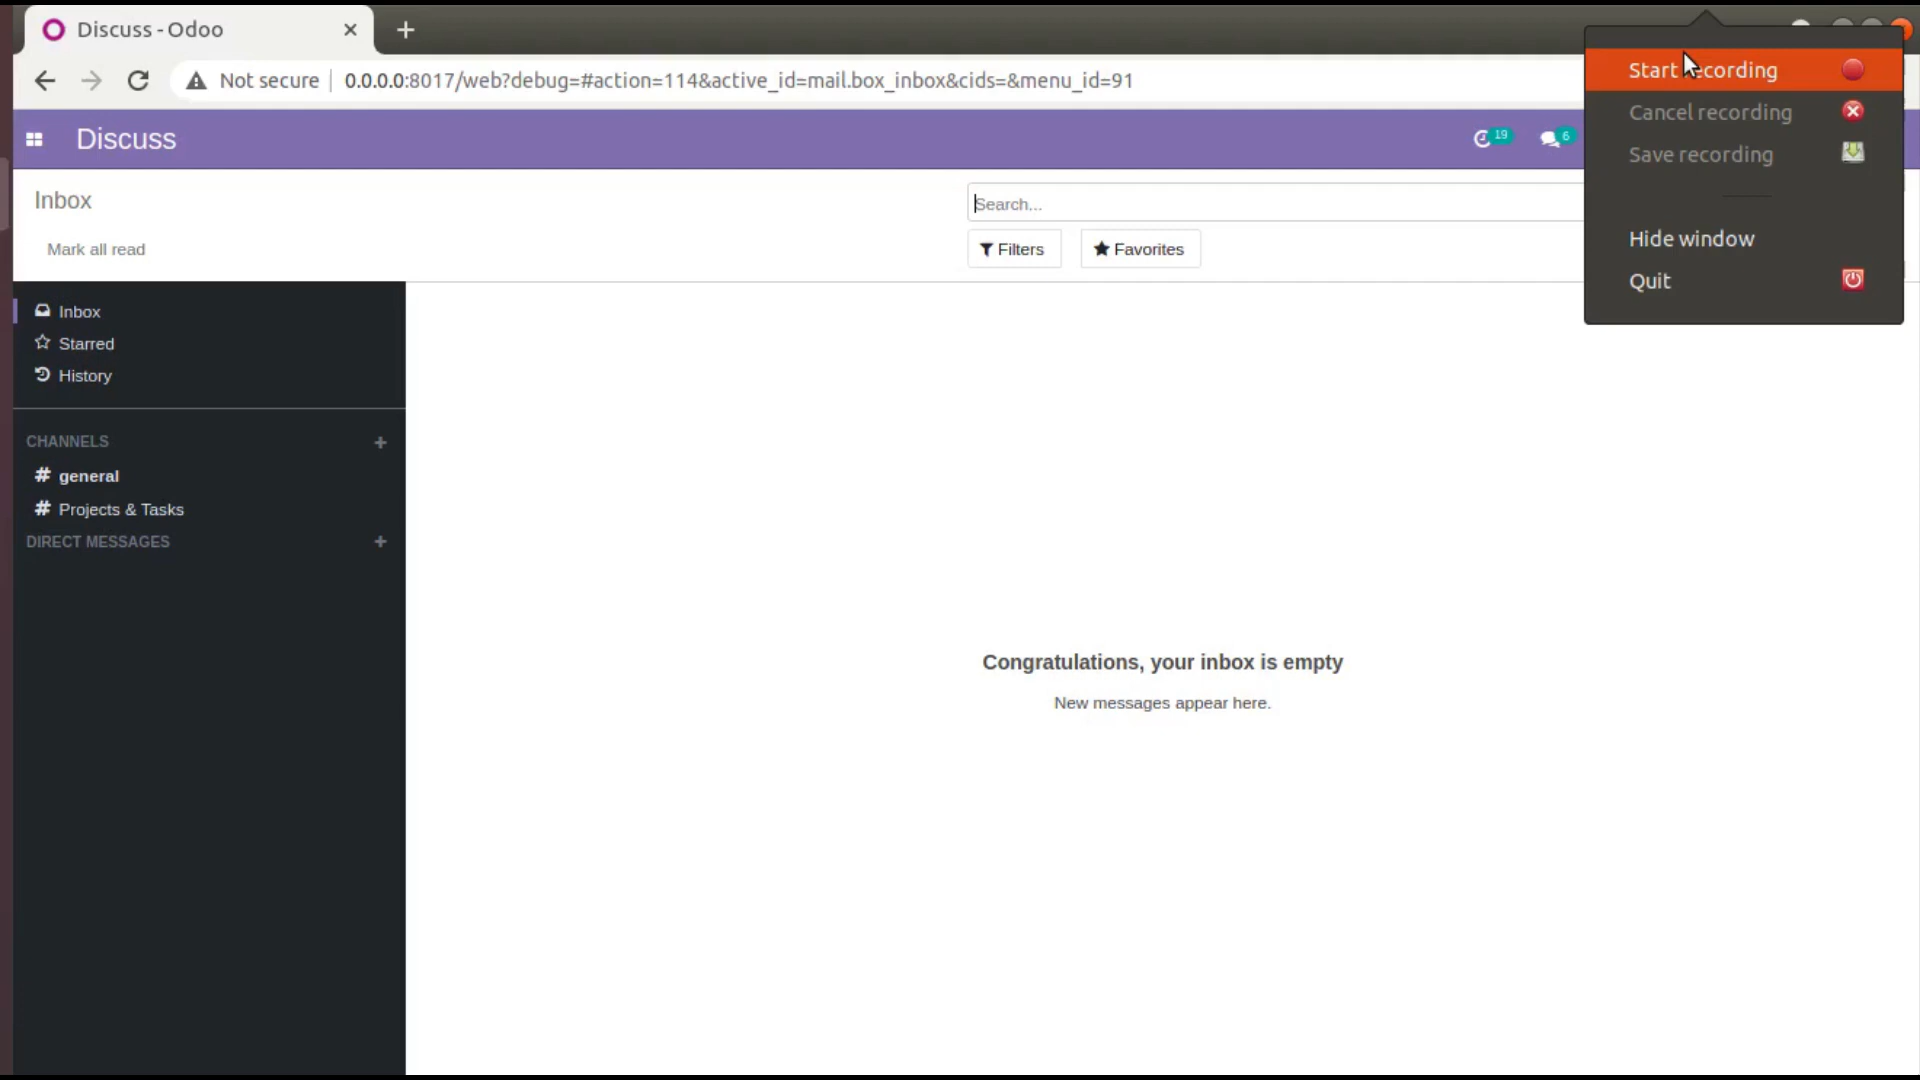 Discuss - Odoo
Not secure 0.0.0.0:8017/web?debug=#action=114&active_id=mail.box_inbox&cids=&menu_id=91
Start recording
Cancel recording
Save recording
Hide window
Quit
Discuss
19
6
Inbox
Search...
Mark all read
Filters
Favorites
Inbox
Starred
History
CHANNELS
# general
# Projects & Tasks
DIRECT MESSAGES
Congratulations, your inbox is empty
New messages appear here.